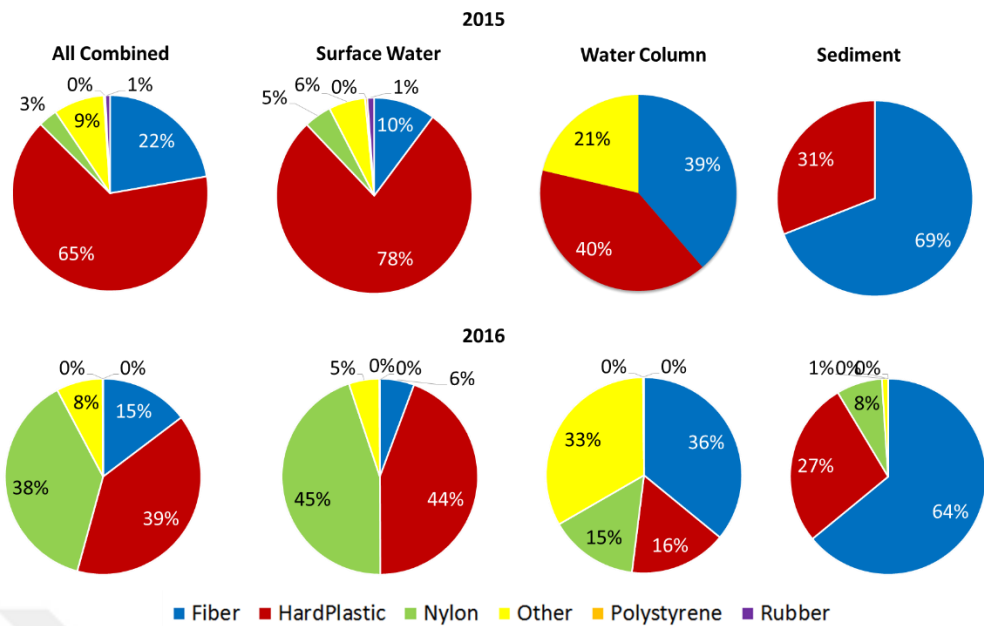 2015
All Combined Surface Water Water Column Sediment
0% 1% 6% 0% 1%
3% 5%
9% 22% 10% 21% 39% 31%
65% 78% 40% 69%
2016
0% 0% 5% 0% 0% 6% 0% 0% 1% 0% 0%
8% 15% 33% 36% 8%
38% 39% 45% 44% 15% 16% 27% 64%
Fiber HardPlastic Nylon Other Polystyrene Rubber